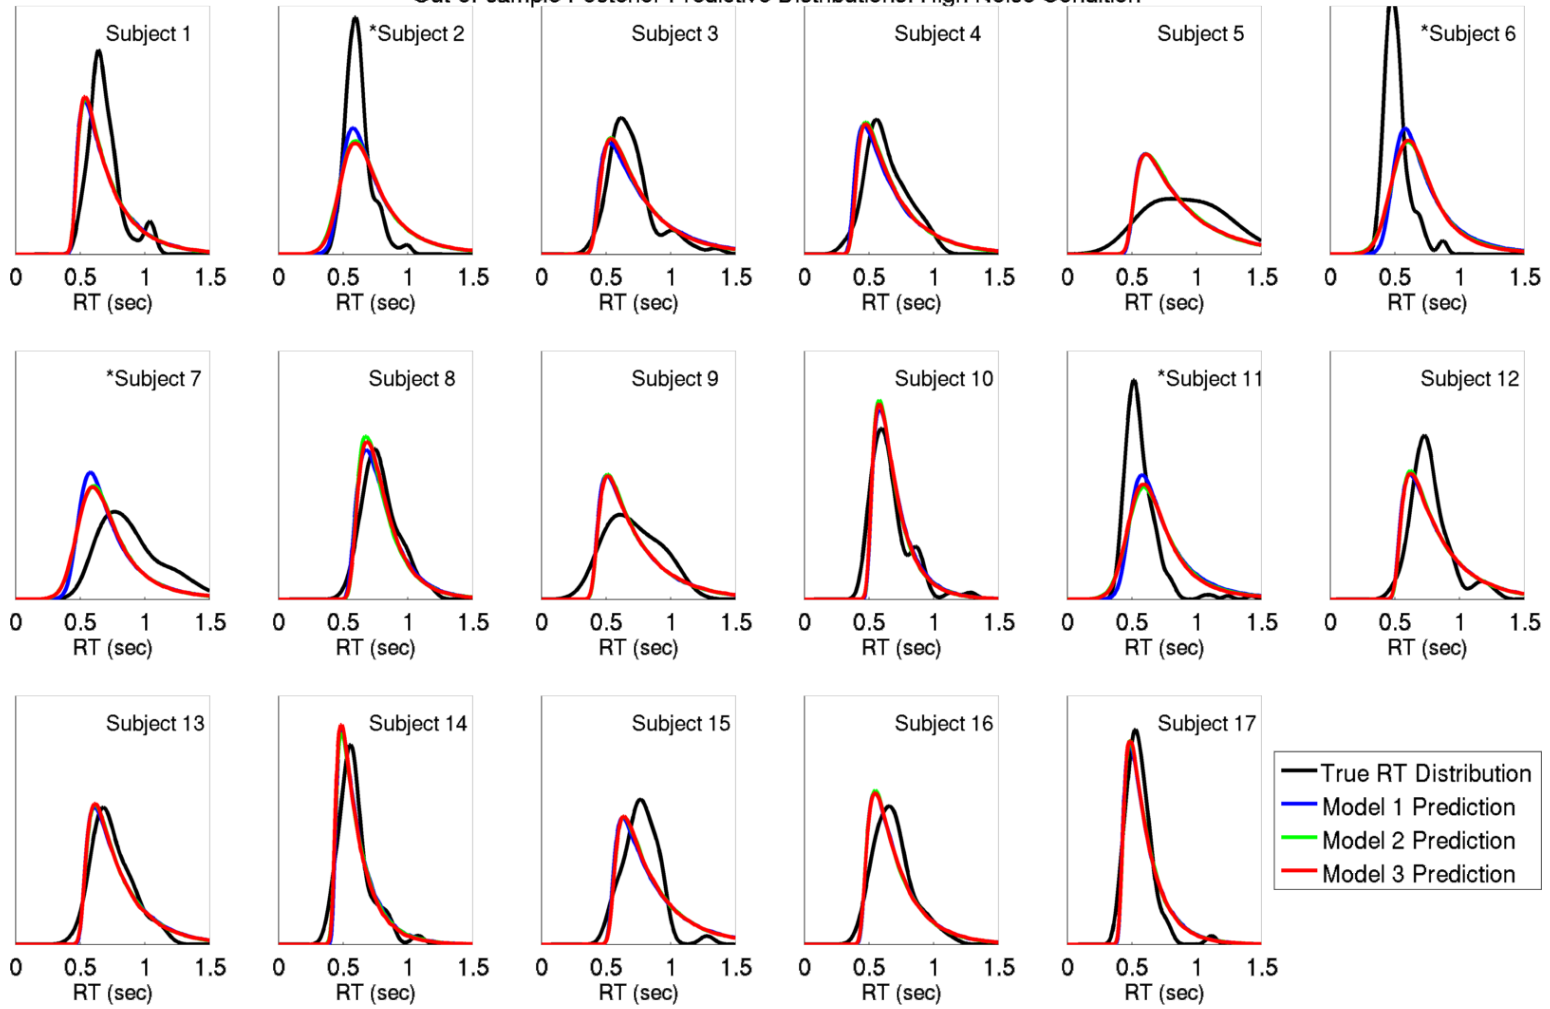 Out-of-sample Posterior Predictive Distributions: High Noise Condition
Subject 1
*Subject 2
Subject 3
Subject 4
Subject 5
*Subject 6
0 0.5 1 1.5
0 0.5 1 1.5
0 0.5 1 1.5
0 0.5 1 1.5
0 0.5 1 1.5
0 0.5 1 1.5
RT (sec)
RT (sec)
RT (sec)
RT (sec)
RT (sec)
RT (sec)
*Subject 7
Subject 8
Subject 9
Subject 10
*Subject 11
Subject 12
0 0.5 1 1.5
0 0.5 1 1.5
0 0.5 1 1.5
0 0.5 1 1.5
0 0.5 1 1.5
0 0.5 1 1.5
RT (sec)
RT (sec)
RT (sec)
RT (sec)
RT (sec)
RT (sec)
Subject 13
Subject 14
Subject 15
Subject 16
Subject 17
True RT Distribution
Model 1 Prediction
Model 2 Prediction
Model 3 Prediction
0 0.5 1 1.5
0 0.5 1 1.5
0 0.5 1 1.5
0 0.5 1 1.5
0 0.5 1 1.5
RT (sec)
RT (sec)
RT (sec)
RT (sec)
RT (sec)